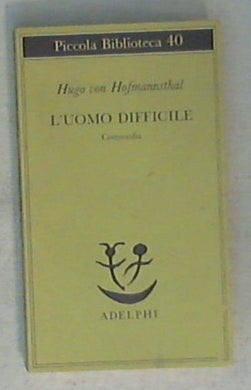 Piccola Biblioteca 40
Hugo von Hofmannsthal
L'UOMO DIFFICILE
Commedia
ADELPHI